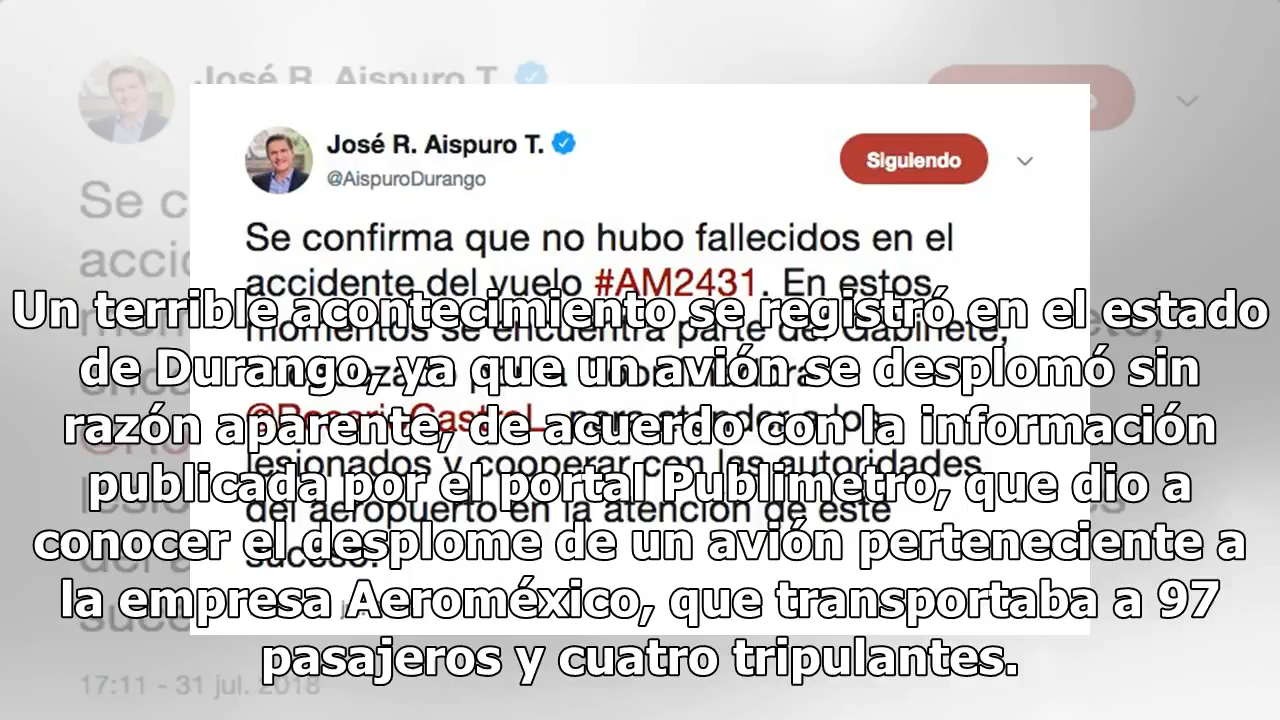 José R. Aispuro T.
José R. Aispuro T.
@AispuroDurango
Siguiendo
Se confirma que no hubo fallecidos en el
accidente del vuelo #AM2431. En estos
momentos se encuentra parte del Gabinete,
para atender a los
lesionados y cooperar con las autoridades
del aeropuerto en la atención de este
suceso.
Un terrible acontecimiento se registró en el estado
de Durango, ya que un avión se desplomó sin
razón aparente, de acuerdo con la información
publicada por el portal Publimetro, que dio a
conocer el desplome de un avión perteneciente a
la empresa Aeroméxico, que transportaba a 97
pasajeros y cuatro tripulantes.
17:11 - 31 jul. 2018